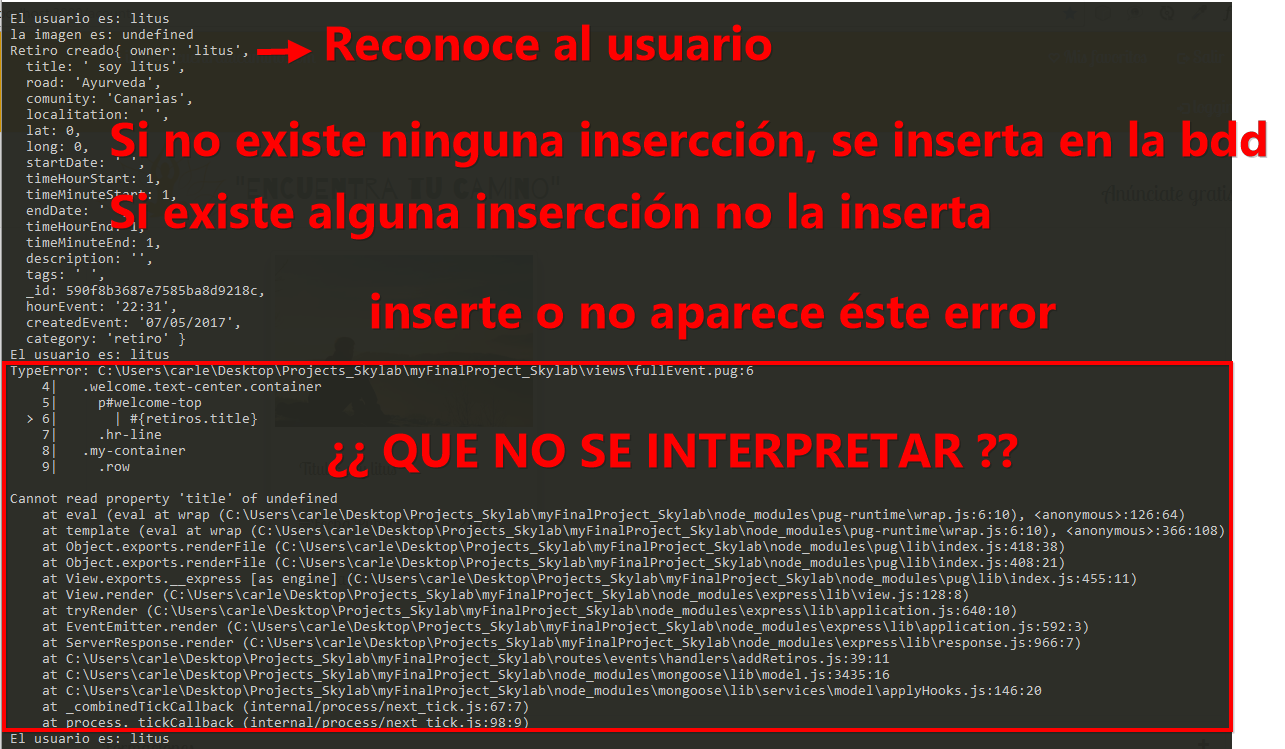 El usuario es: litus
la imagen es: undefined
Retiro creado{ owner: 'litus', Reconoce al usuario
title: ' soy litus',
road: 'Ayurveda',
comunity: 'Canarias',
localitation: ' ',
lat: 0,
long: 0, Si no existe ninguna insercción, se inserta en la bdd
startDate: ' ',
timeHourStart: 1,
"ENCUENTRA TU CAMINO"
timeMinuteStart: 1,
Anúnciate gratis
endDate: ' Si existe alguna insercción no la inserta
timeHourEnd: 1,
timeMinuteEnd: 1,
description: '',
tags: ' ',
_id: 590f8b3687e7585ba8d9218c,
hourEvent: '22:31', inserte o no aparece éste error
createdEvent: '07/05/2017',
category: 'retiro' }
El usuario es: litus
TypeError: C:\Users\carle\Desktop\Projects_Skylab\myFinalProject_Skylab\views\fullEvent.pug:6
4| .welcome.text-center.container
5| p#welcome-top
> 6| | #{retiros.title}
7| .hr-line
8| .my-container ¿¿ QUE NO SE INTERPRETAR ??
9| .row
Cannot read property 'title' of undefined
at eval (eval at wrap (C:\Users\carle\Desktop\Projects_Skylab\myFinalProject_Skylab\node_modules\pug-runtime\wrap.js:6:10), <anonymous>:126:64)
at template (eval at wrap (C:\Users\carle\Desktop\Projects_Skylab\myFinalProject_Skylab\node_modules\pug-runtime\wrap.js:6:10), <anonymous>:366:108)
at Object.exports.renderFile (C:\Users\carle\Desktop\Projects_Skylab\myFinalProject_Skylab\node_modules\pug\lib\index.js:418:38)
at Object.exports.renderFile (C:\Users\carle\Desktop\Projects_Skylab\myFinalProject_Skylab\node_modules\pug\lib\index.js:408:21)
at View.exports.__express [as engine] (C:\Users\carle\Desktop\Projects_Skylab\myFinalProject_Skylab\node_modules\pug\lib\index.js:455:11)
at View.render (C:\Users\carle\Desktop\Projects_Skylab\myFinalProject_Skylab\node_modules\express\lib\view.js:128:8)
at tryRender (C:\Users\carle\Desktop\Projects_Skylab\myFinalProject_Skylab\node_modules\express\lib\application.js:640:10)
at EventEmitter.render (C:\Users\carle\Desktop\Projects_Skylab\myFinalProject_Skylab\node_modules\express\lib\application.js:592:3)
at ServerResponse.render (C:\Users\carle\Desktop\Projects_Skylab\myFinalProject_Skylab\node_modules\express\lib\response.js:966:7)
at C:\Users\carle\Desktop\Projects_Skylab\myFinalProject_Skylab\routes\events\handlers\addRetiros.js:39:11
at C:\Users\carle\Desktop\Projects_Skylab\myFinalProject_Skylab\node_modules\mongoose\lib\model.js:3435:16
at C:\Users\carle\Desktop\Projects_Skylab\myFinalProject_Skylab\node_modules\mongoose\lib\services\model\applyHooks.js:146:20
at _combinedTickCallback (internal/process/next_tick.js:67:7)
at process._tickCallback (internal/process/next_tick.js:98:9)
El usuario es: litus